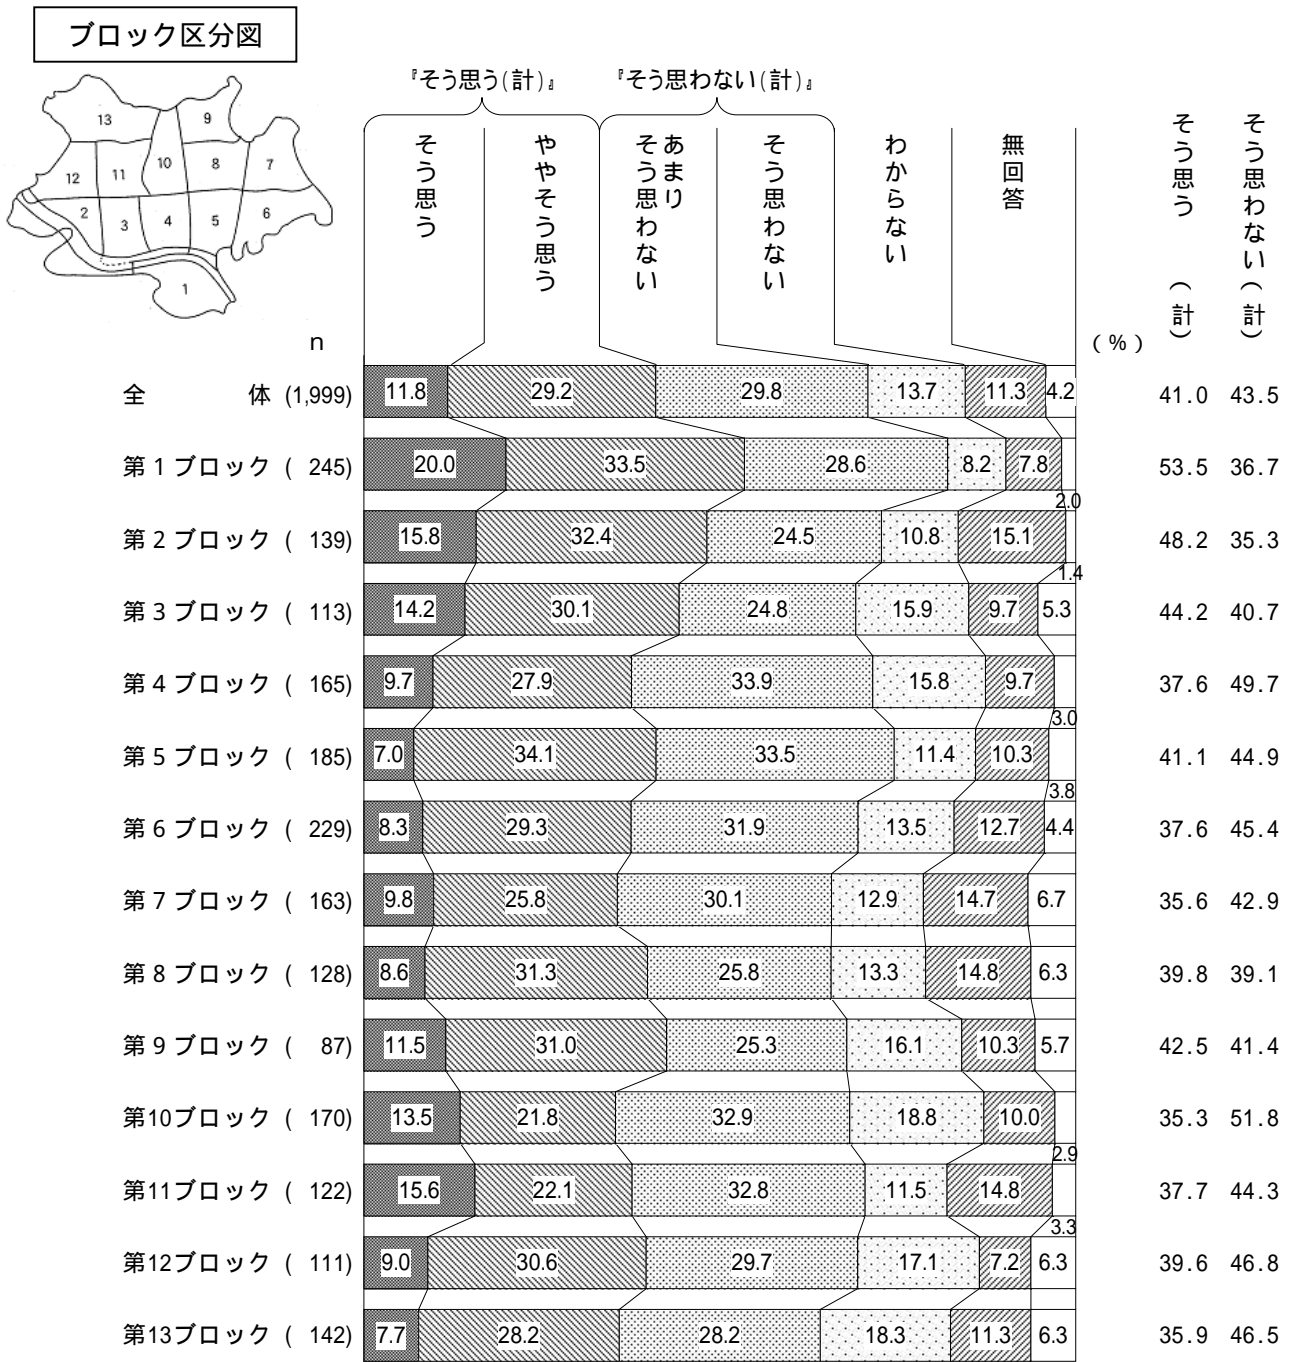 ブロック区分図
13
9
10
12
11
8
7
2
3
4
5
6
1
『そう思う(計)』
『そう思わない(計)』
そう思う
ややそう思う
あまり
そう思わない
そう思わない
わからない
無回答
そう思う (計)
そう思わない(計)
n
(%)
全 体 (1,999) 11.8 29.2 29.8 13.7 11.3 4.2 41.0 43.5
第1ブロック ( 245) 20.0 33.5 28.6 8.2 7.8 2.0 53.5 36.7
第2ブロック ( 139) 15.8 32.4 24.5 10.8 15.1 1.4 48.2 35.3
第3ブロック ( 113) 14.2 30.1 24.8 15.9 9.7 5.3 44.2 40.7
第4ブロック ( 165) 9.7 27.9 33.9 15.8 9.7 3.0 37.6 49.7
第5ブロック ( 185) 7.0 34.1 33.5 11.4 10.3 3.8 41.1 44.9
第6ブロック ( 229) 8.3 29.3 31.9 13.5 12.7 4.4 37.6 45.4
第7ブロック ( 163) 9.8 25.8 30.1 12.9 14.7 6.7 35.6 42.9
第8ブロック ( 128) 8.6 31.3 25.8 13.3 14.8 6.3 39.8 39.1
第9ブロック ( 87) 11.5 31.0 25.3 16.1 10.3 5.7 42.5 41.4
第10ブロック ( 170) 13.5 21.8 32.9 18.8 10.0 2.9 35.3 51.8
第11ブロック ( 122) 15.6 22.1 32.8 11.5 14.8 3.3 37.7 44.3
第12ブロック ( 111) 9.0 30.6 29.7 17.1 7.2 6.3 39.6 46.8
第13ブロック ( 142) 7.7 28.2 28.2 18.3 11.3 6.3 35.9 46.5